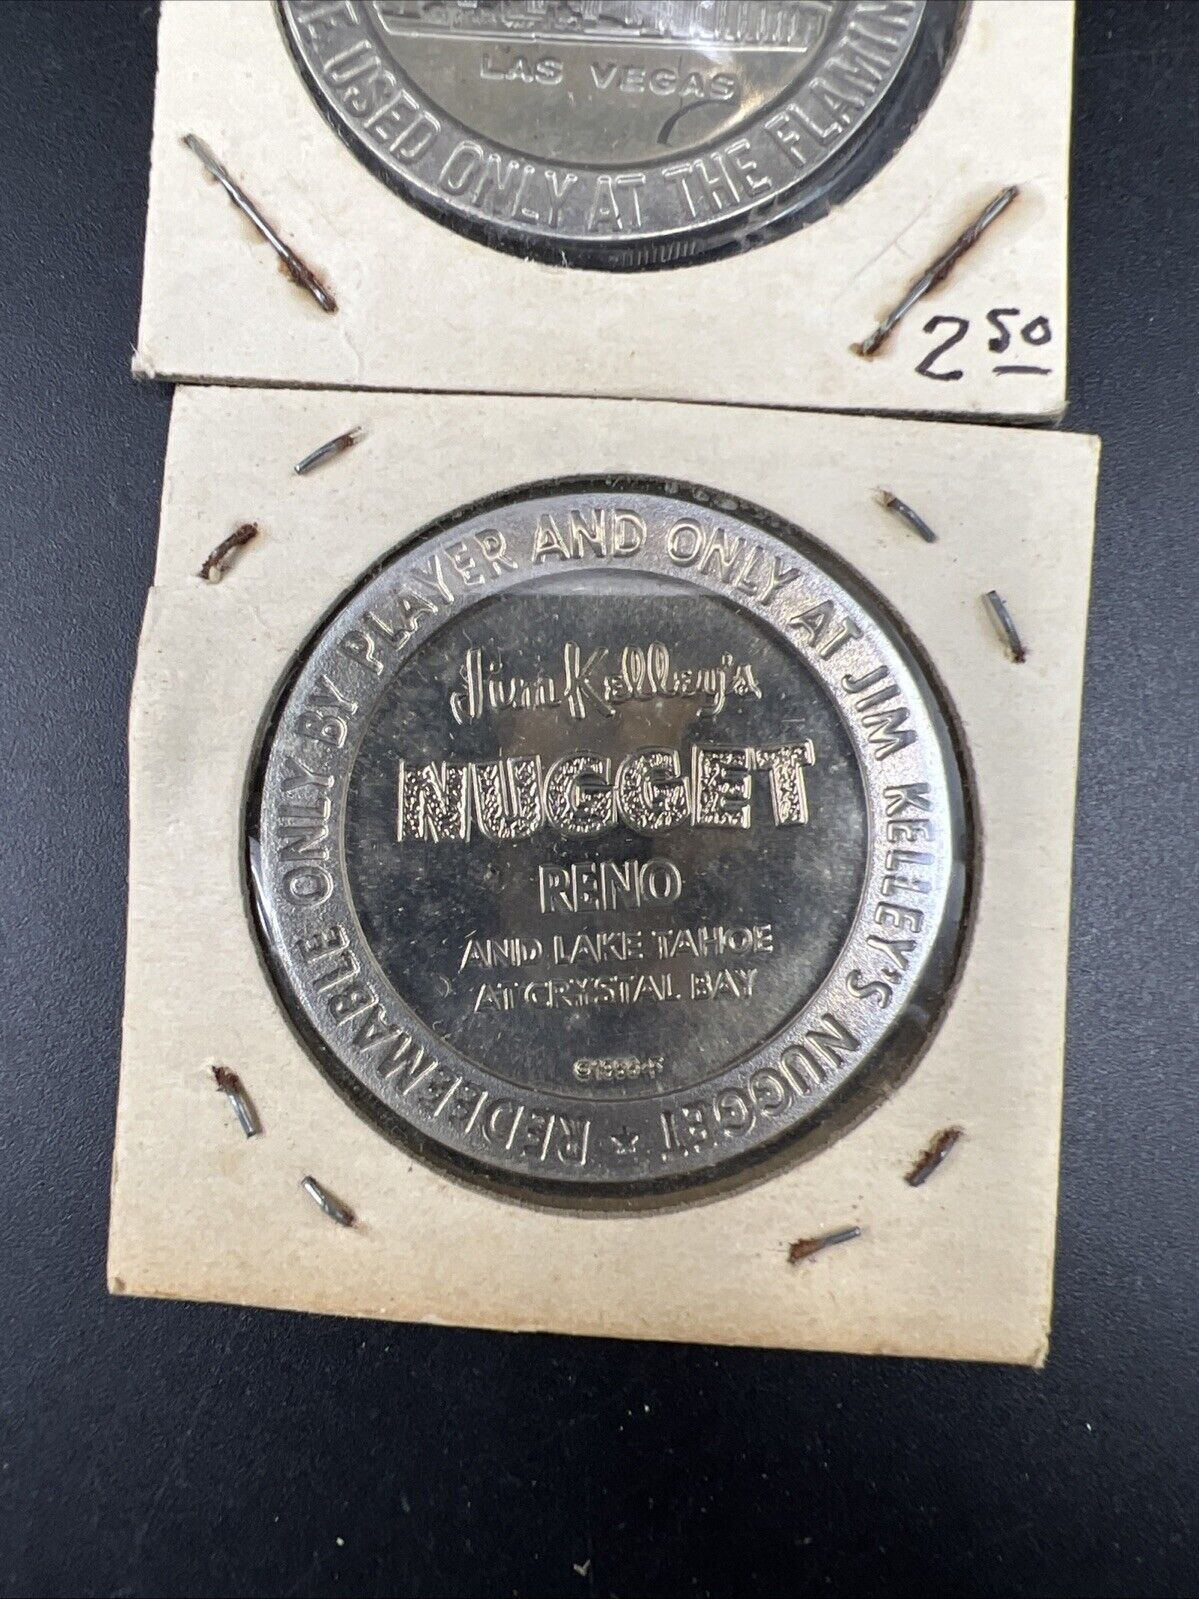 LAS VEGAS
E USED ONLY AT THE FLAMIN
2 50
REDEEMABLE ONLY BY PLAYER AND ONLY AT JIM KELLEY'S NUGGET ★
Jim Kelley's
NUGGET
RENO
AND LAKE TAHOE
AT CRYSTAL BAY